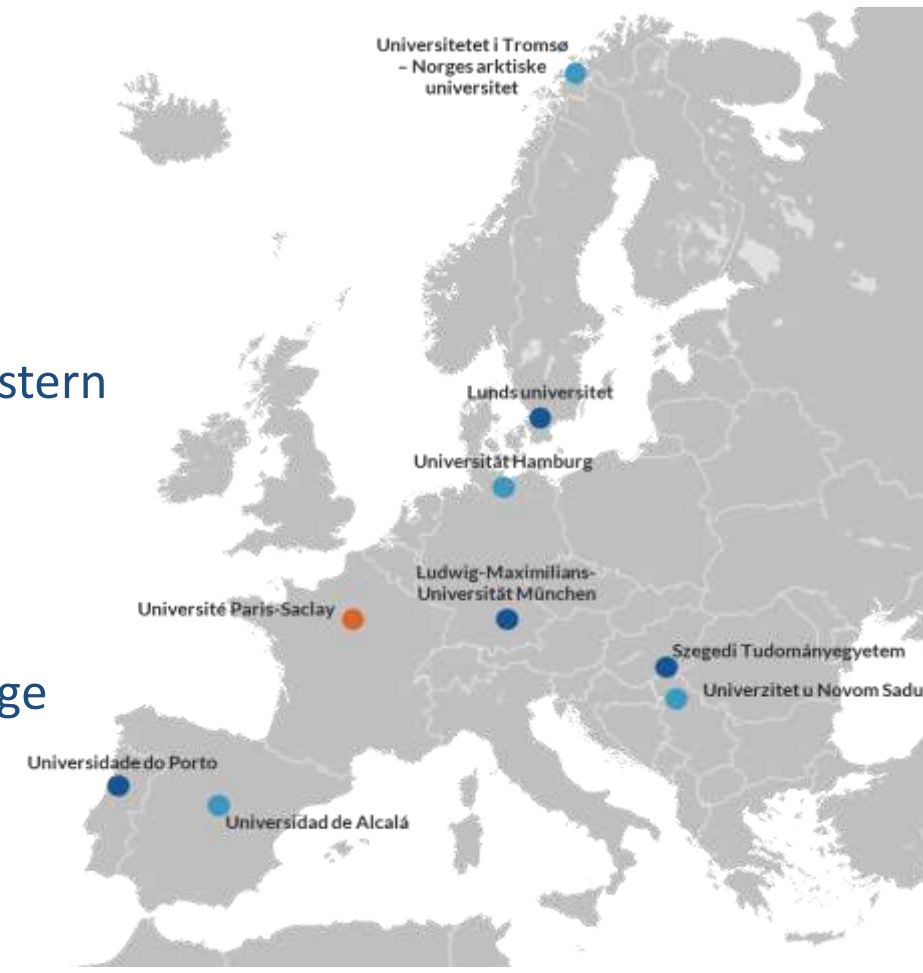 Universitetet i Tromsø
– Norges arktiske
universitet
stern
Lunds universitet
Universität Hamburg
Ludwig-Maximilians-
Universität München
Université Paris-Saclay
Szegedi Tudományegyetem
ge
Univerzitet u Novom Sadu
Universidade do Porto
Universidad de Alcalá